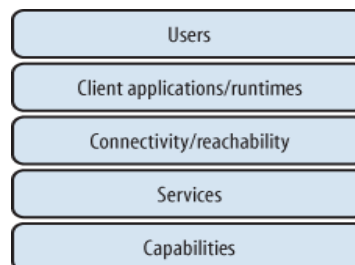 Users
Client applications/runtimes
Connectivity/reachability
Services
Capabilities